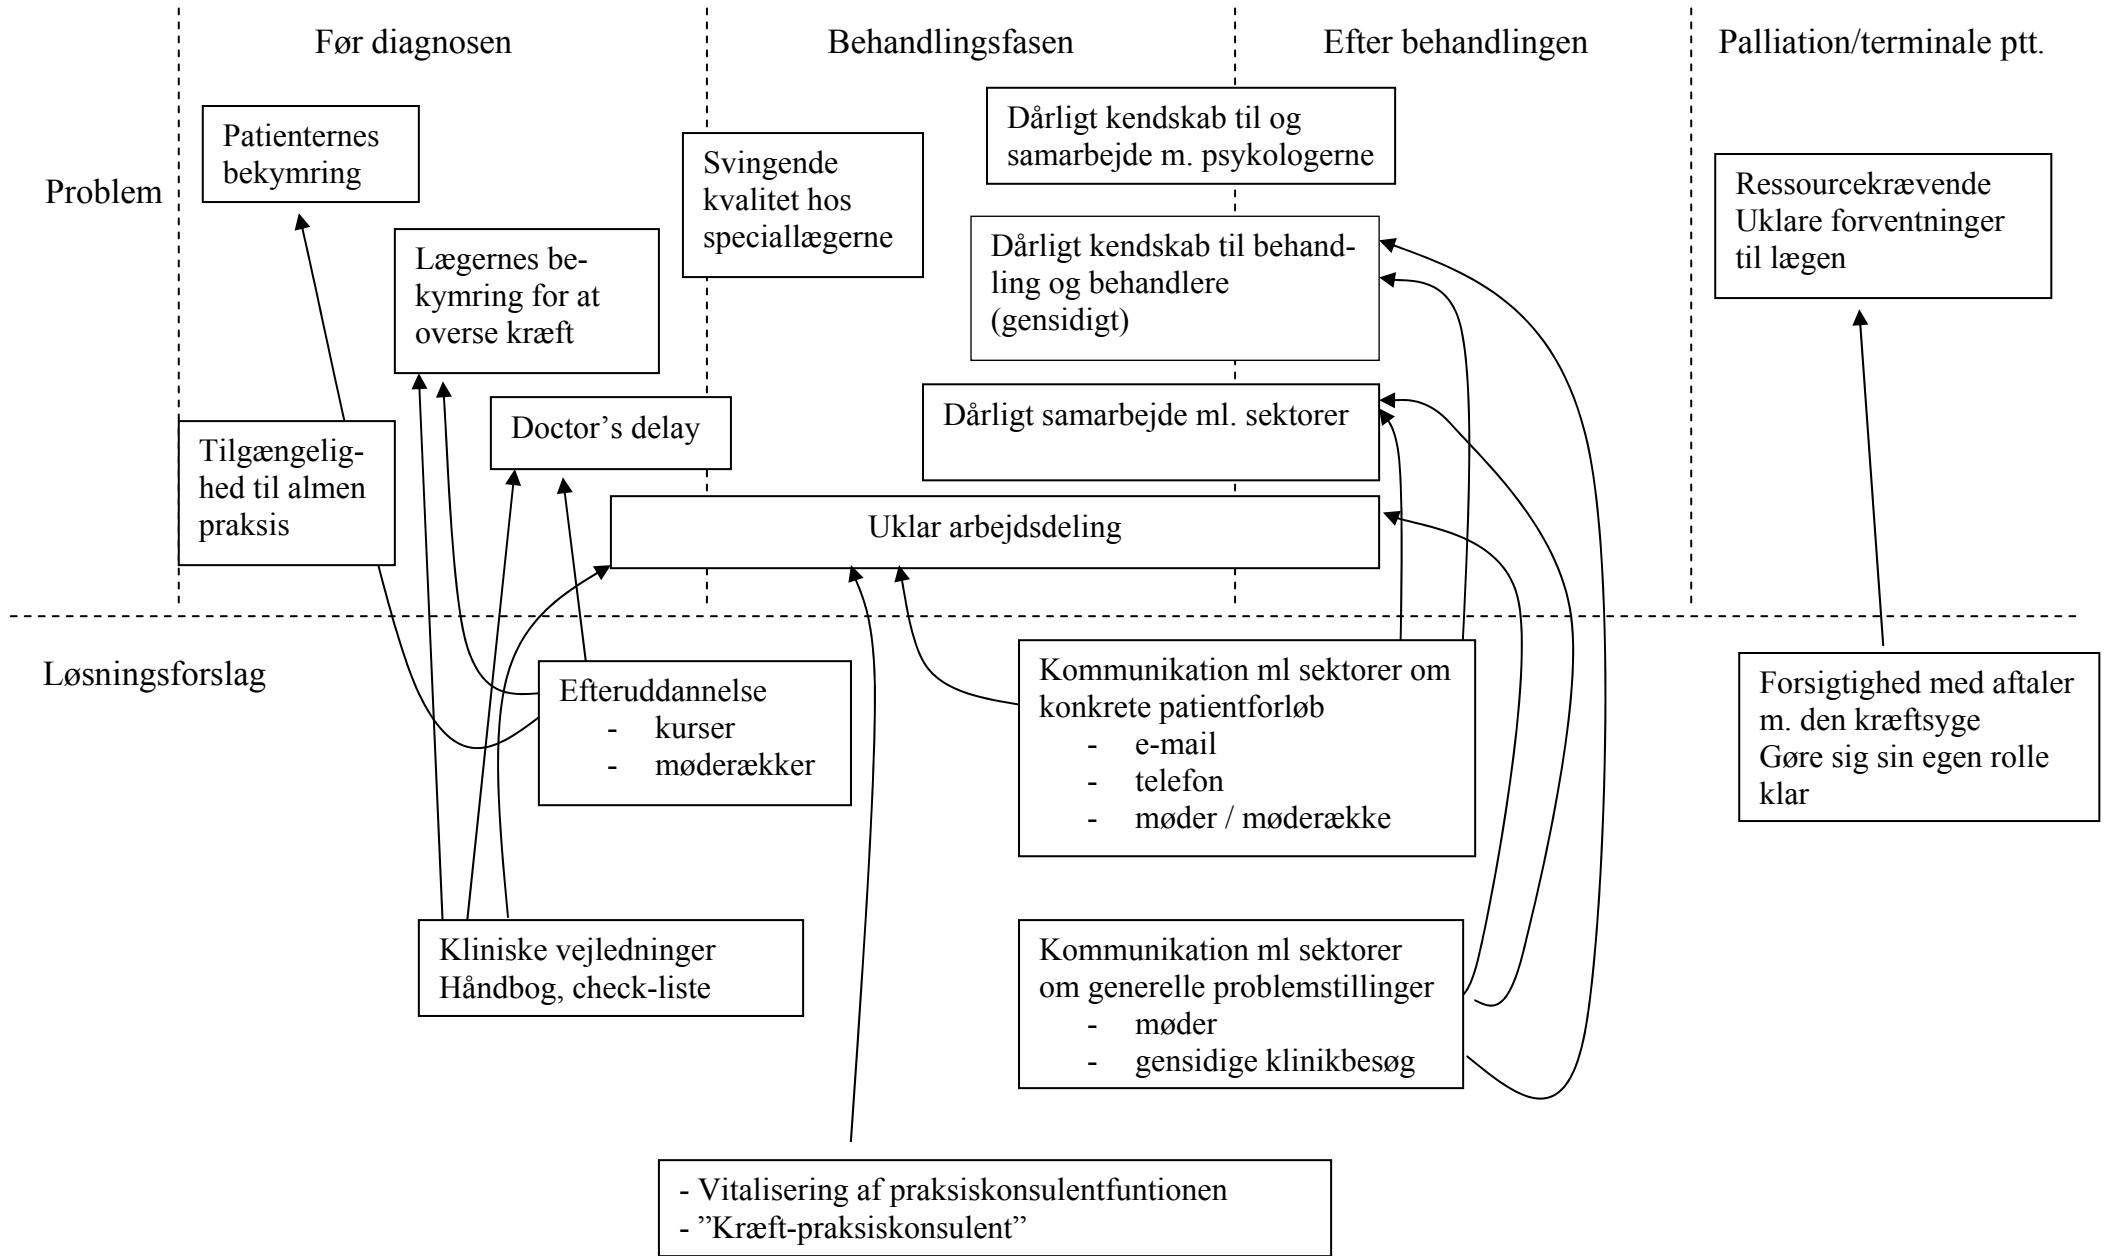 Før diagnosen
Behandlingsfasen
Efter behandlingen
Palliation/terminale ptt.
Problem
Patienternes
bekymring
Lægernes be-
kymring for at
overse kræft
Tilgængelig-
hed til almen
praksis
Doctor’s delay
Svingende
kvalitet hos
speciallægerne
Dårligt kendskab til og
samarbejde m. psykologerne
Dårligt kendskab til behand-
ling og behandlere
(gensidigt)
Dårligt samarbejde ml. sektorer
Uklar arbejdsdeling
Ressourcekrævende
Uklare forventninger
til lægen
Løsningsforslag
Efteruddannelse
- kurser
- møderækker
Kommunikation ml sektorer om
konkrete patientforløb
- e-mail
- telefon
- møder / møderække
Forsigtighed med aftaler
m. den kræftsyge
Gøre sig sin egen rolle
klar
Kliniske vejledninger
Håndbog, check-liste
Kommunikation ml sektorer
om generelle problemstillinger
- møder
- gensidige klinikbesøg
- Vitalisering af praksiskonsulentfuntionen
- ”Kræft-praksiskonsulent”